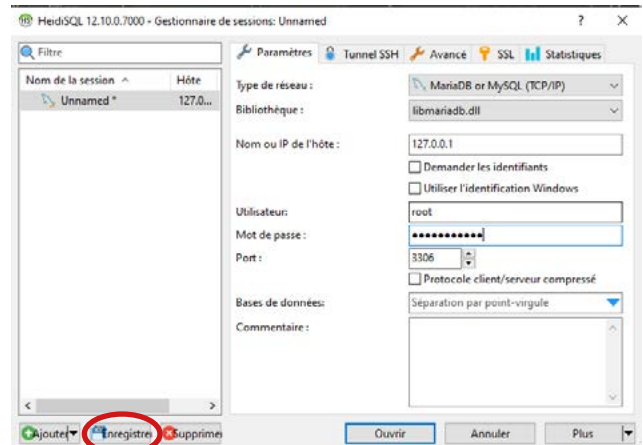 HeidiSQL 12.10.0.7000 - Gestionnaire de sessions: Unnamed ? X
Filtre
Nom de la session Hôte
Unnamed * 127.0...
Paramètres Tunnel SSH Avancé SSL Statistiques
Type de réseau : MariaDB or MySQL (TCP/IP)
Bibliothèque : libmariadb.dll
Nom ou IP de l'hôte : 127.0.0.1
Demander les identifiants
Utiliser l'identification Windows
Utilisateur: root
Mot de passe : ●●●●●●●●●●●
Port : 3306
Protocole client/serveur compressé
Bases de données: Séparation par point-virgule
Commentaire :
Ajouter Enregistrer Supprimer Ouvrir Annuler Plus